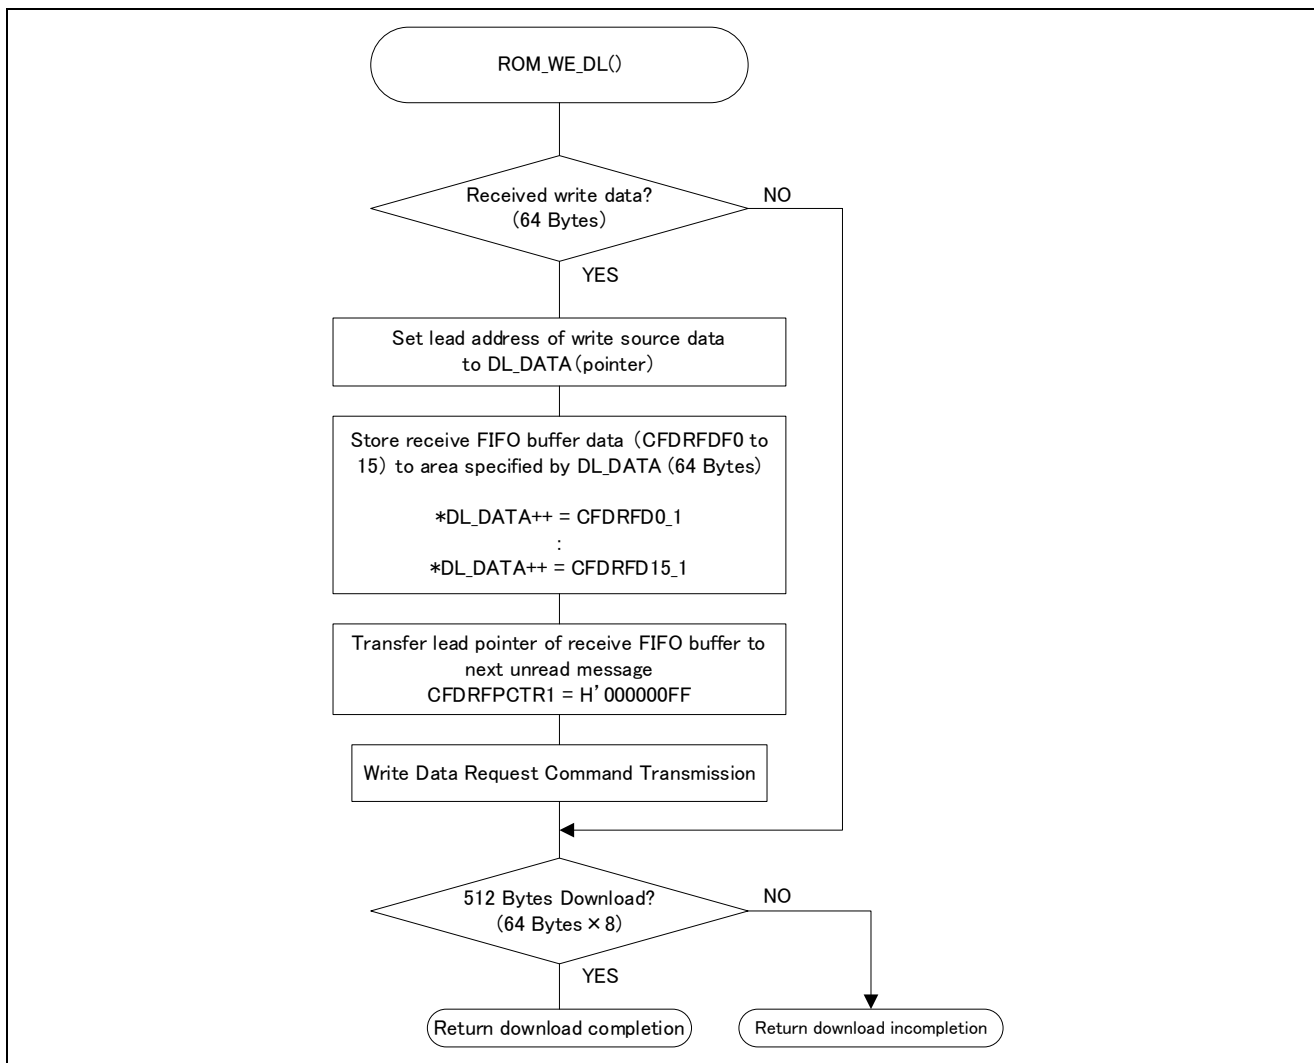 ROM_WE_DL()
Received write data?
(64 Bytes)
NO
YES
Set lead address of write source data
to DL_DATA(pointer)
Store receive FIFO buffer data (CFDRFDF0 to
15) to area specified by DL_DATA (64 Bytes)
*DL_DATA++ = CFDRFD0_1
:
*DL_DATA++ = CFDRFD15_1
Transfer lead pointer of receive FIFO buffer to
next unread message
CFDRFPCTR1 = H'000000FF
Write Data Request Command Transmission
512 Bytes Download?
(64 Bytes×8)
NO
YES
Return download completion
Return download incompletion